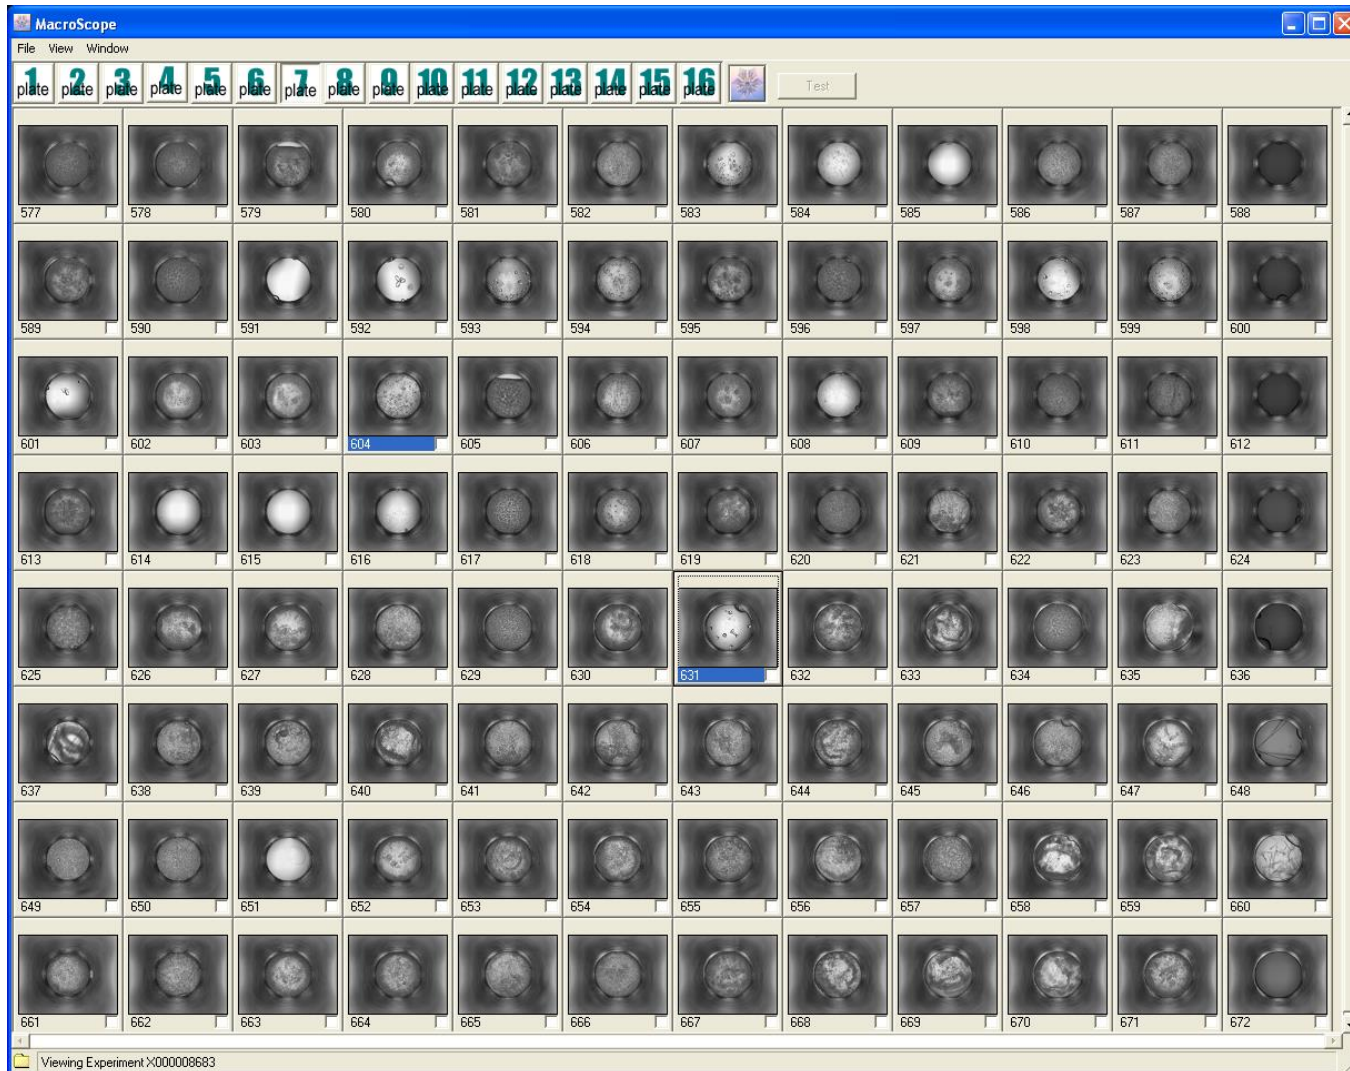 MacroScope
File View Window
1 plate 2 plate 3 plate 4 plate 5 plate 6 plate 7 plate 8 plate 9 plate 10 plate 11 plate 12 plate 13 plate 14 plate 15 plate 16 plate Test
577 578 579 580 581 582 583 584 585 586 587 588
589 590 591 592 593 594 595 596 597 598 599 600
601 602 603 604 605 606 607 608 609 610 611 612
613 614 615 616 617 618 619 620 621 622 623 624
625 626 627 628 629 630 631 632 633 634 635 636
637 638 639 640 641 642 643 644 645 646 647 648
649 650 651 652 653 654 655 656 657 658 659 660
661 662 663 664 665 666 667 668 669 670 671 672
Viewing Experiment X000008683